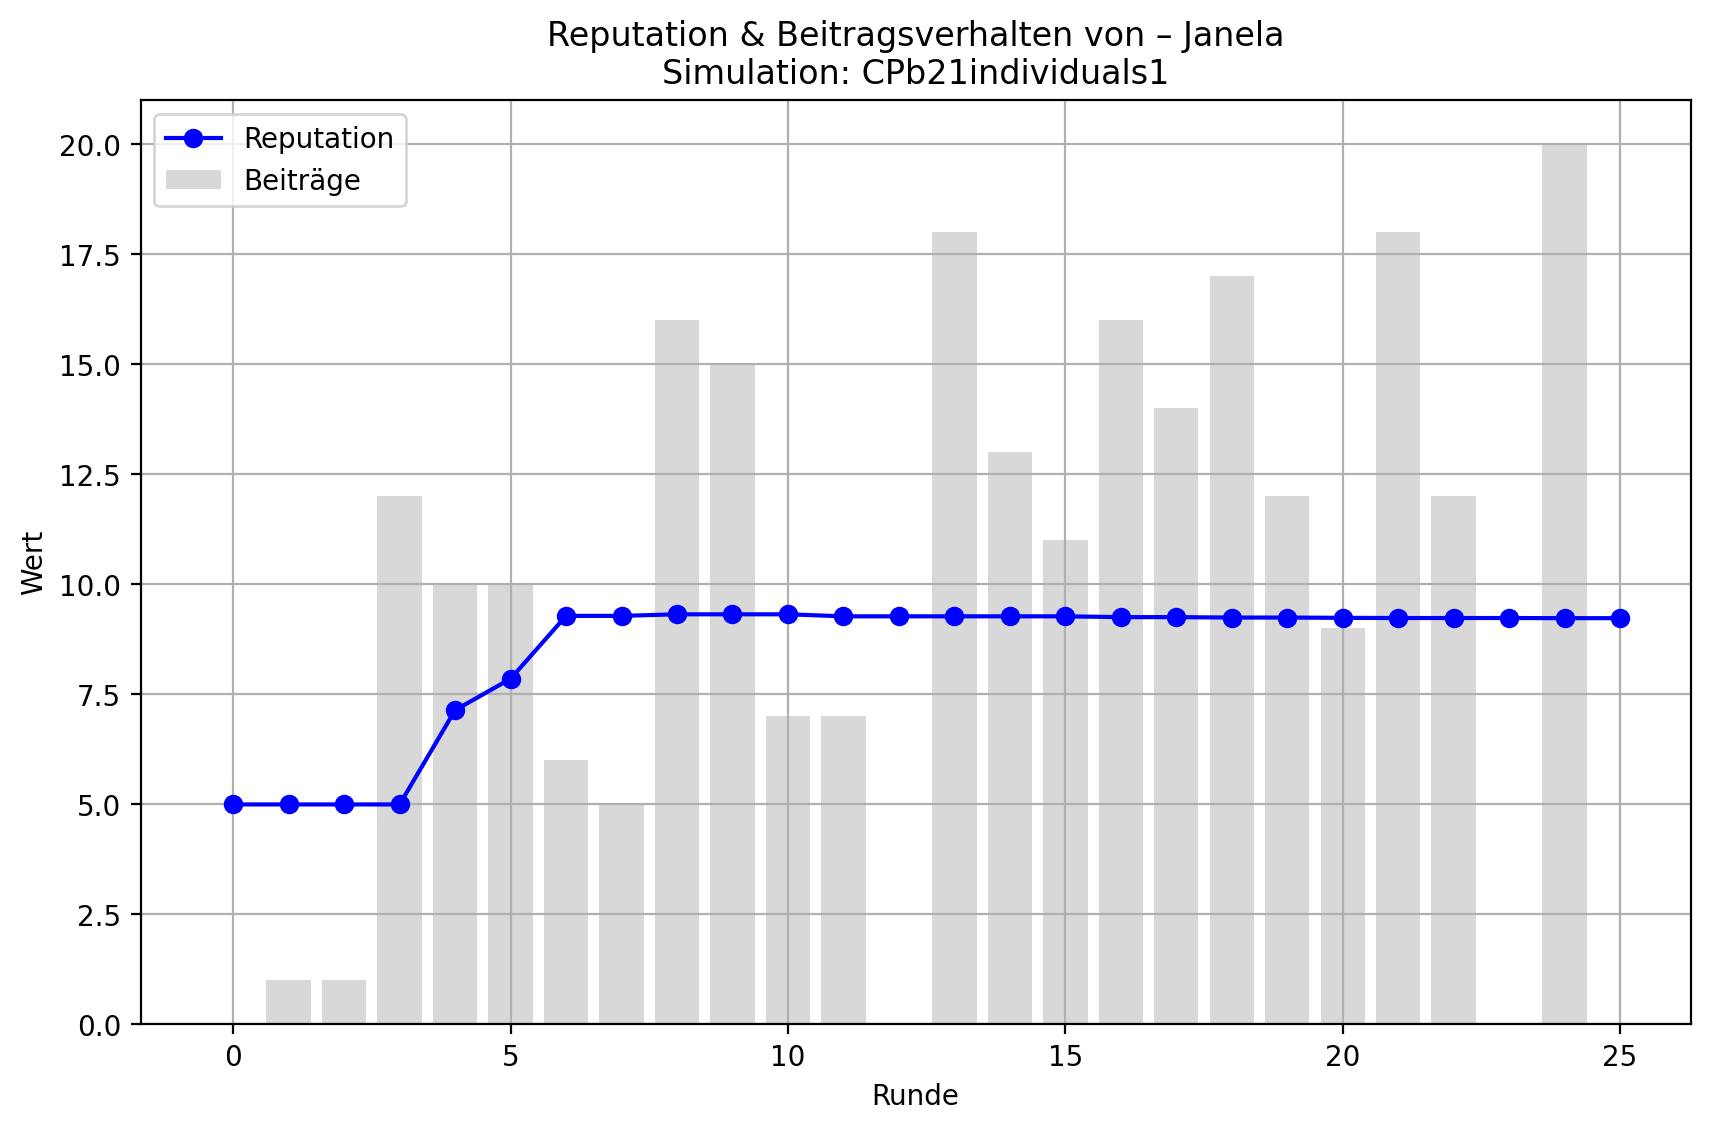 Reputation & Beitragsverhalten von – Janela
Simulation: CPb21individuals1
Reputation
Beiträge
20.0
17.5
15.0
12.5
10.0
7.5
5.0
2.5
0.0
Wert
0 5 10 15 20 25
Runde